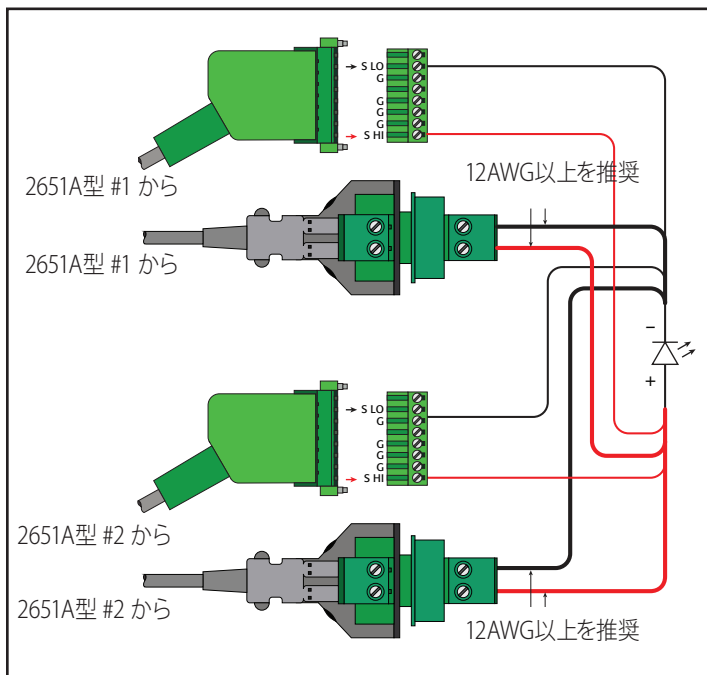 S LO
G
G
G
G
S HI
2651A型 #1 から
12AWG以上を推奨
2651A型 #1 から
−
+
S LO
G
G
G
G
S HI
2651A型 #2 から
2651A型 #2 から
12AWG以上を推奨